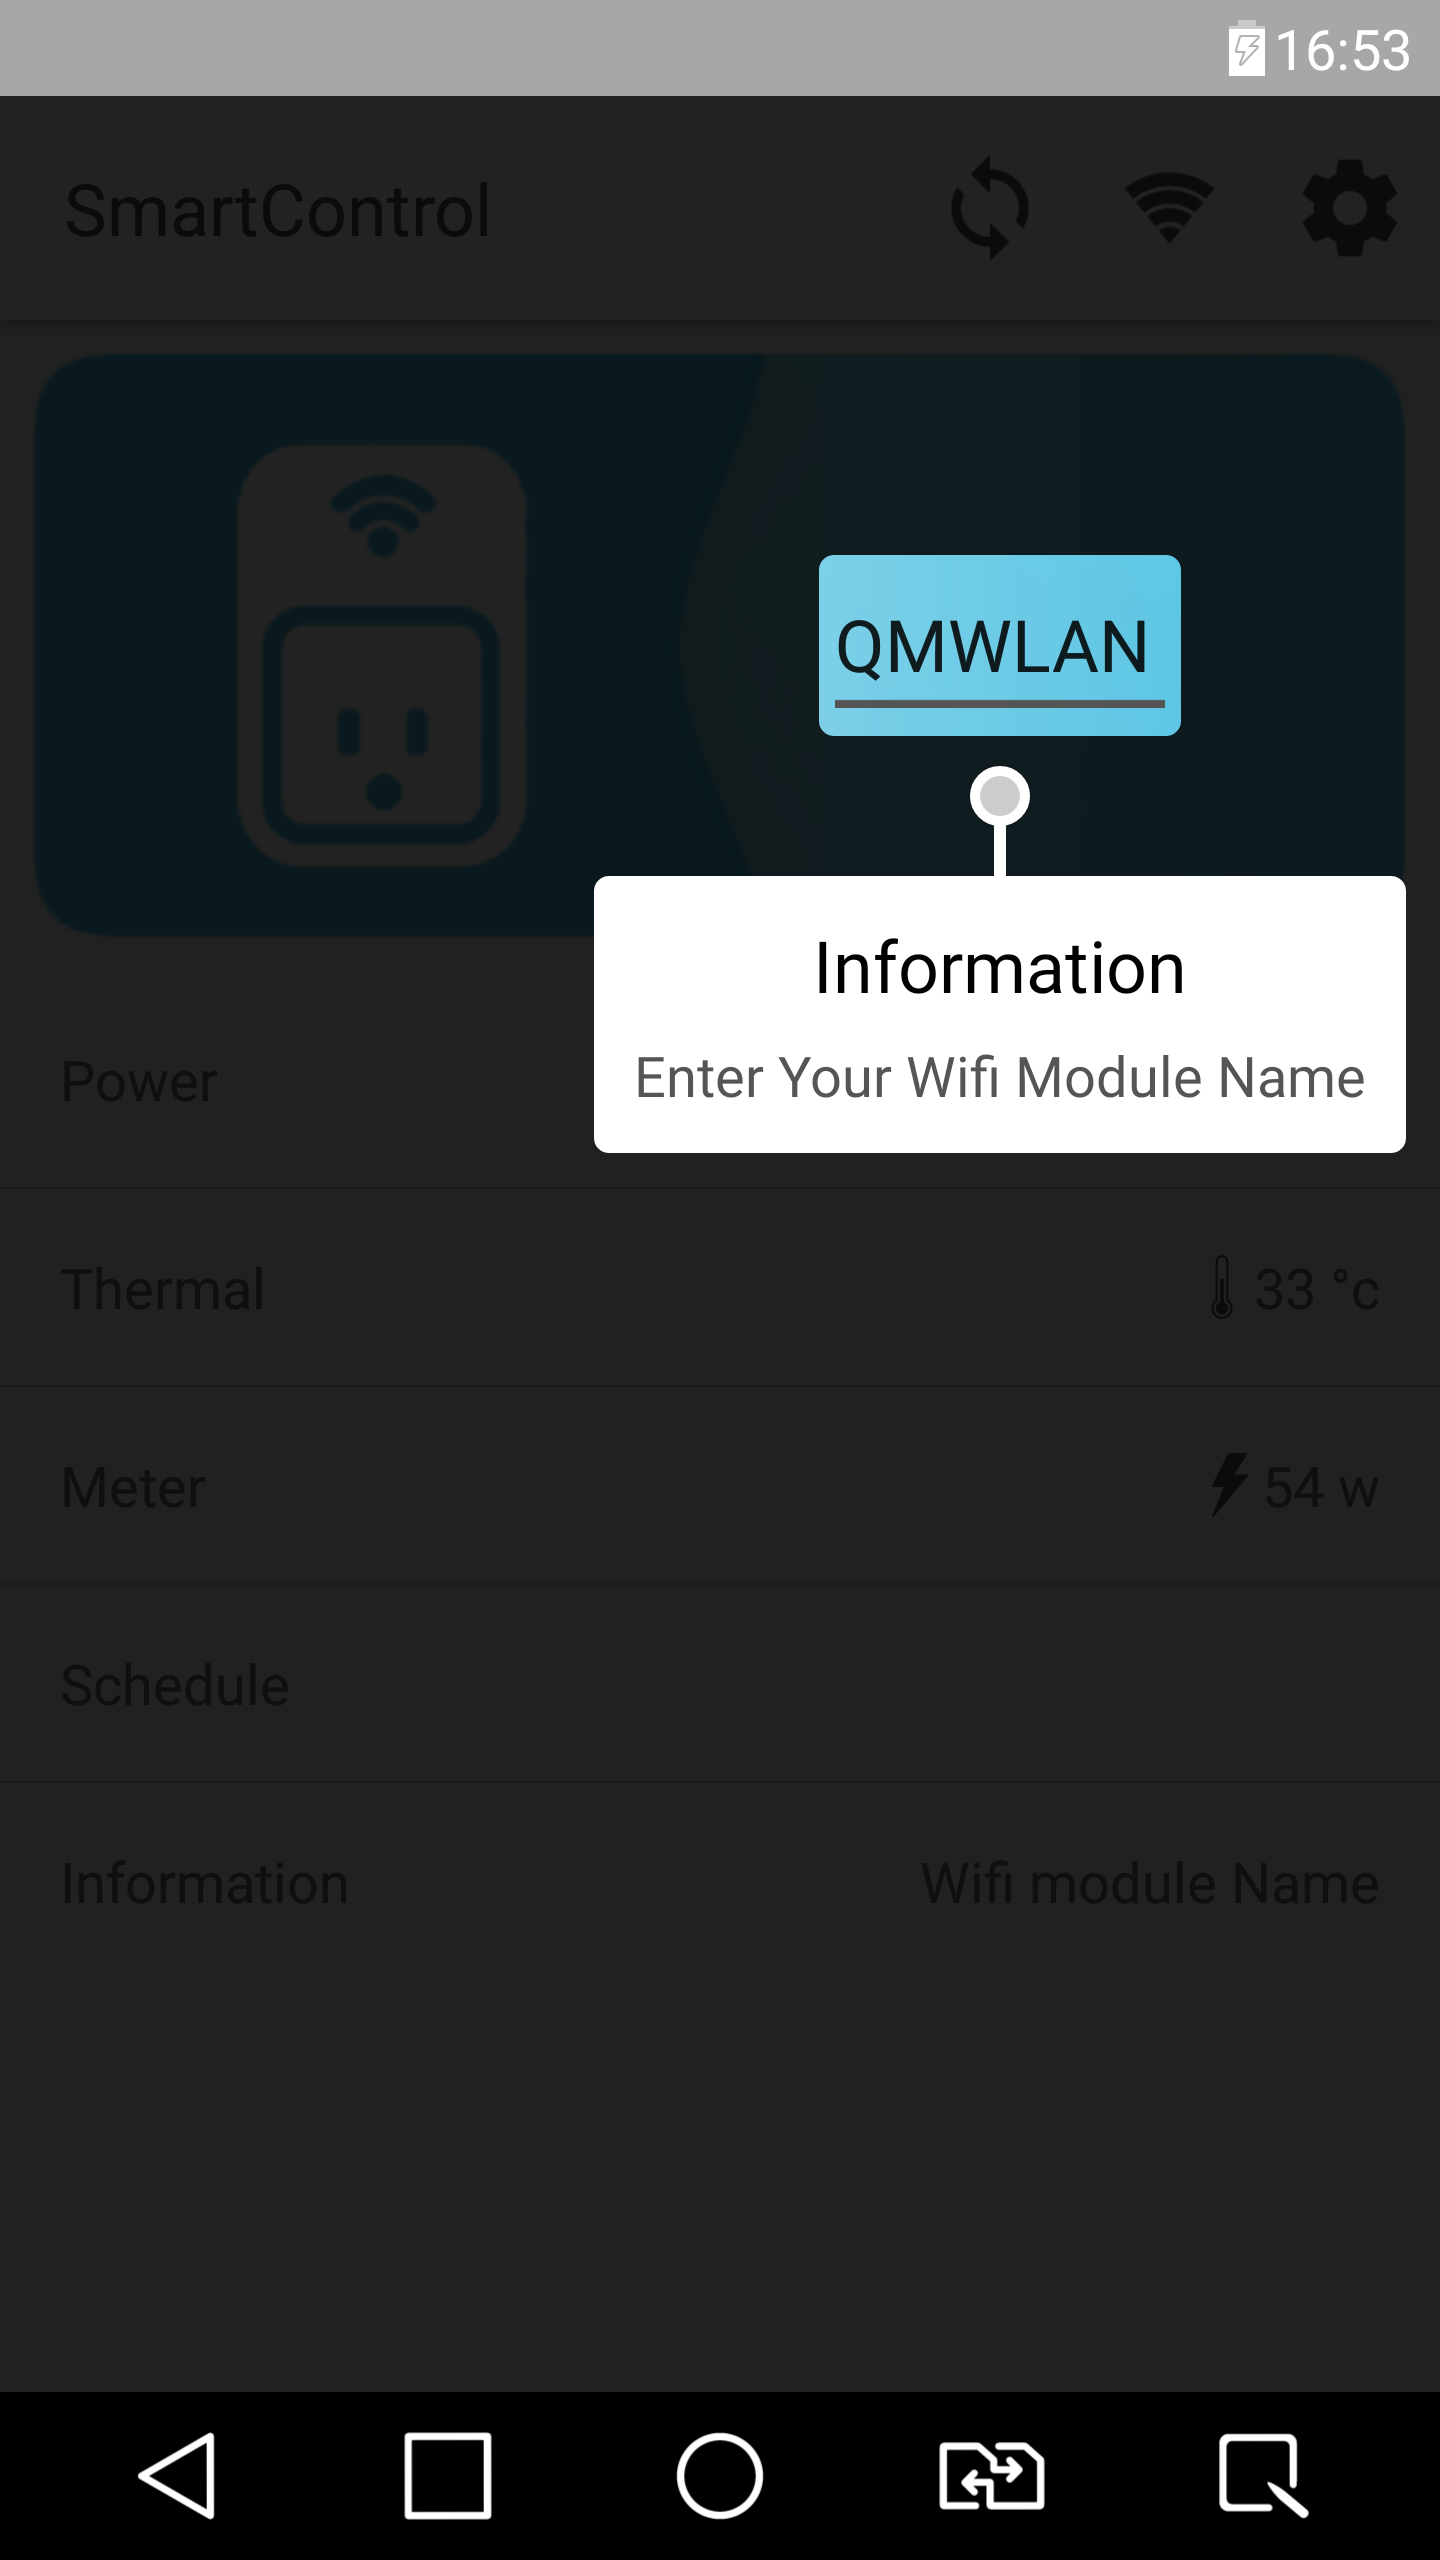 16:53
SmartControl
QMWLAN
Information
Enter Your Wifi Module Name
Power
Thermal 33 °c
Meter 54 w
Schedule
Information Wifi module Name